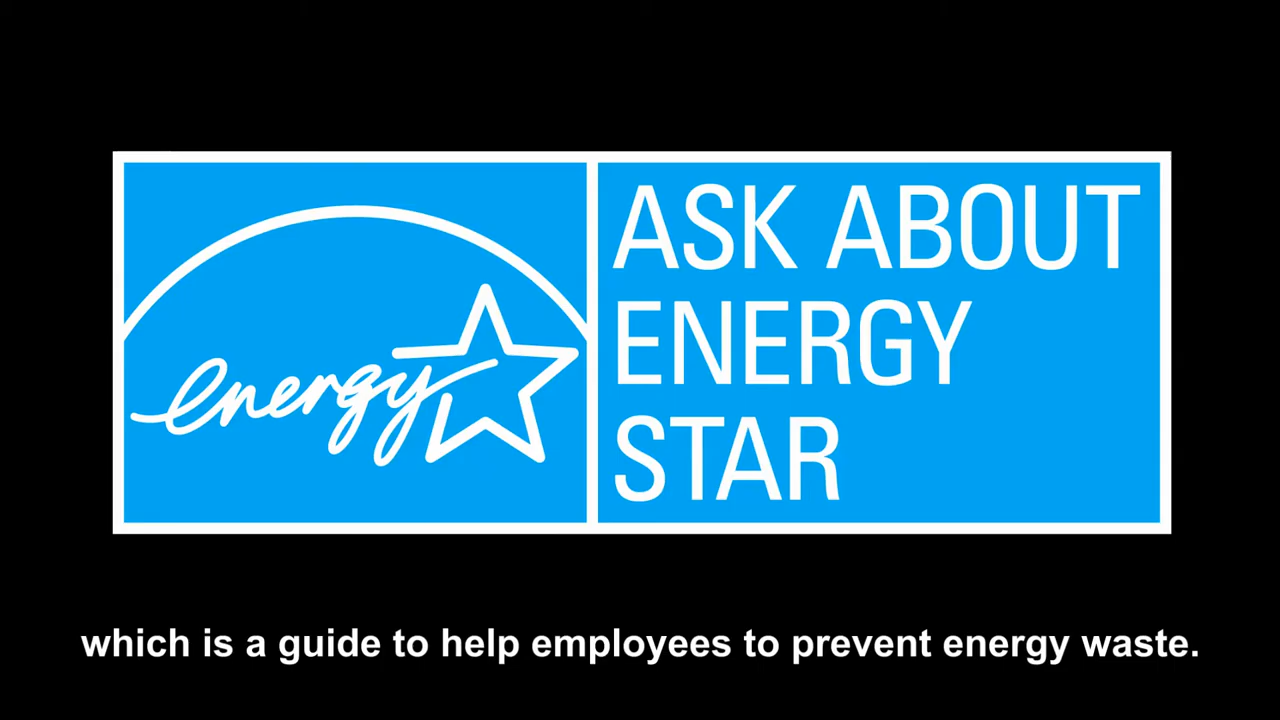 energy
ASK ABOUT
ENERGY
STAR
which is a guide to help employees to prevent energy waste.